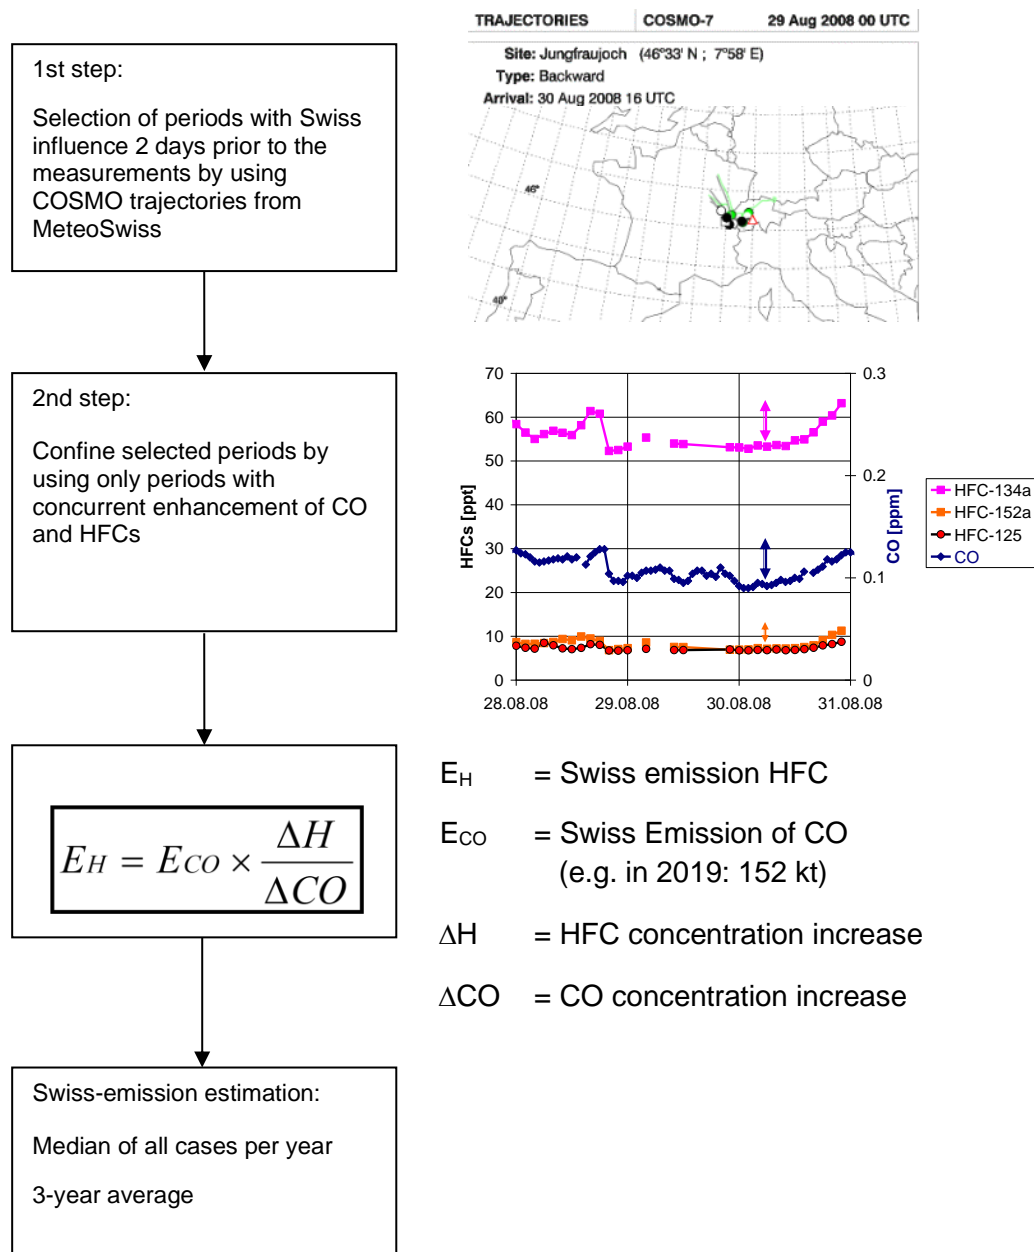 TRAJECTORIES COSMO-7 29 Aug 2008 00 UTC
Site: Jungfraujoch (46°33' N ; 7°58' E)
Type: Backward
Arrival: 30 Aug 2008 16 UTC
46°
40°
1st step:
Selection of periods with Swiss
influence 2 days prior to the
measurements by using
COSMO trajectories from
MeteoSwiss
2nd step:
Confine selected periods by
using only periods with
concurrent enhancement of CO
and HFCs
70
60
50
40
30
20
10
0
HFCs [ppt]
0.3
0.2
0.1
0
CO [ppm]
28.08.08 29.08.08 30.08.08 31.08.08
HFC-134a
HFC-152a
HFC-125
CO
E_H = E_CO × ΔH / ΔCO
E_H = Swiss emission HFC
E_CO = Swiss Emission of CO
(e.g. in 2019: 152 kt)
ΔH = HFC concentration increase
ΔCO = CO concentration increase
Swiss-emission estimation:
Median of all cases per year
3-year average